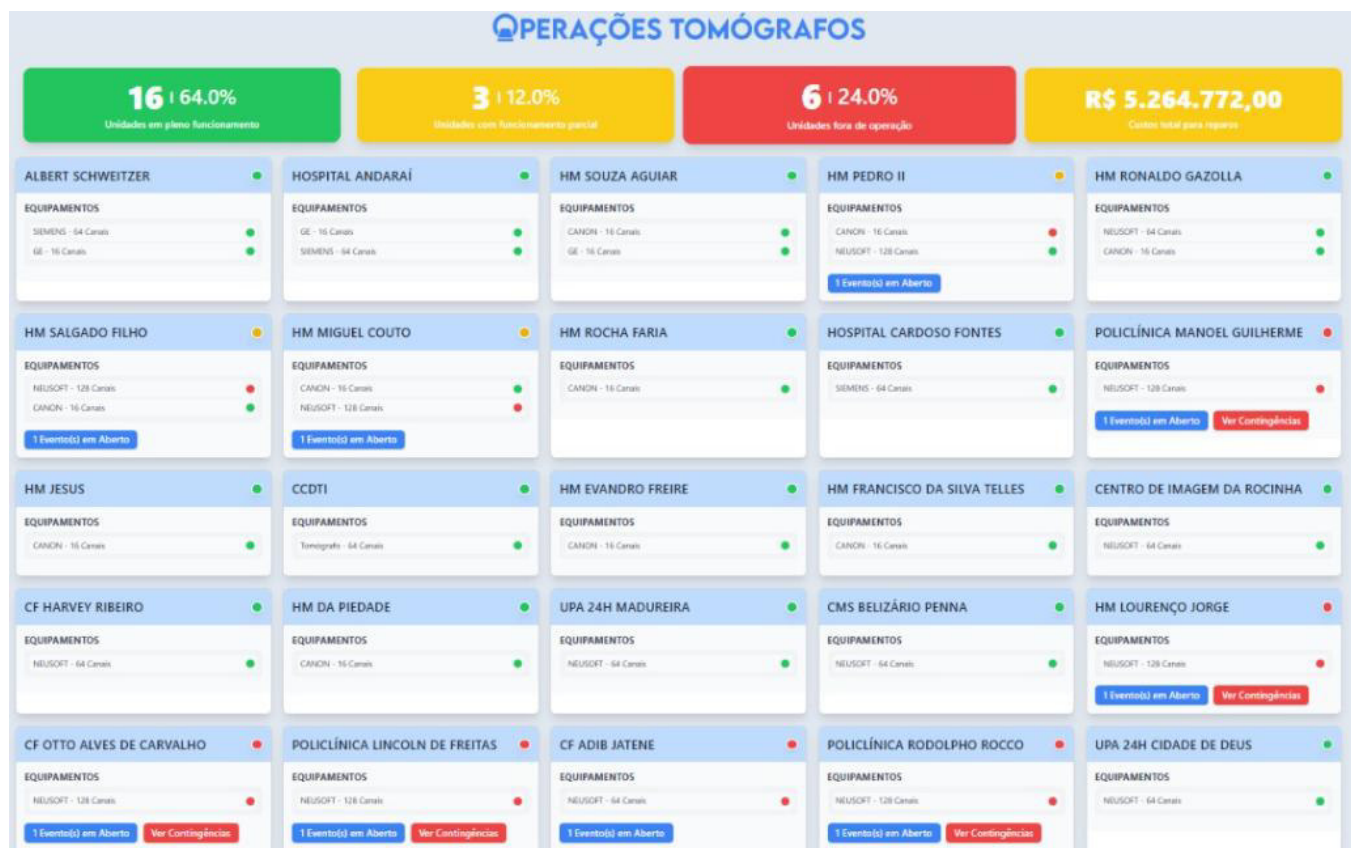 OPERAÇÕES TOMÓGRAFOS
16 | 64.0%
Unidades em pleno funcionamento
3 | 12.0%
Unidades com funcionamento parcial
6 | 24.0%
Unidades fora de operação
R$ 5.264.772,00
Custos total para reparos
ALBERT SCHWEITZER
EQUIPAMENTOS
SIEMENS - 64 Canais
GE - 16 Canais
HOSPITAL ANDARAÍ
EQUIPAMENTOS
GE - 16 Canais
SIEMENS - 64 Canais
HM SOUZA AGUIAR
EQUIPAMENTOS
CANON - 16 Canais
GE - 16 Canais
HM PEDRO II
EQUIPAMENTOS
CANON - 16 Canais
NEUSOFT - 128 Canais
1 Evento(s) em Aberto
HM RONALDO GAZOLLA
EQUIPAMENTOS
NEUSOFT - 64 Canais
CANON - 16 Canais
HM SALGADO FILHO
EQUIPAMENTOS
NEUSOFT - 128 Canais
CANON - 16 Canais
1 Evento(s) em Aberto
HM MIGUEL COUTO
EQUIPAMENTOS
CANON - 16 Canais
NEUSOFT - 128 Canais
1 Evento(s) em Aberto
HM ROCHA FARIA
EQUIPAMENTOS
CANON - 16 Canais
HOSPITAL CARDOSO FONTES
EQUIPAMENTOS
SIEMENS - 64 Canais
POLICLÍNICA MANOEL GUILHERME
EQUIPAMENTOS
NEUSOFT - 128 Canais
1 Evento(s) em Aberto
Ver Contingências
HM JESUS
EQUIPAMENTOS
CANON - 16 Canais
CCDTI
EQUIPAMENTOS
Tomografo - 64 Canais
HM EVANDRO FREIRE
EQUIPAMENTOS
CANON - 16 Canais
HM FRANCISCO DA SILVA TELLES
EQUIPAMENTOS
CANON - 16 Canais
CENTRO DE IMAGEM DA ROCINHA
EQUIPAMENTOS
NEUSOFT - 64 Canais
CF HARVEY RIBEIRO
EQUIPAMENTOS
NEUSOFT - 64 Canais
HM DA PIEDADE
EQUIPAMENTOS
CANON - 16 Canais
UPA 24H MADUREIRA
EQUIPAMENTOS
NEUSOFT - 64 Canais
CMS BELIZÁRIO PENNA
EQUIPAMENTOS
NEUSOFT - 64 Canais
HM LOURENÇO JORGE
EQUIPAMENTOS
NEUSOFT - 128 Canais
1 Evento(s) em Aberto
Ver Contingências
CF OTTO ALVES DE CARVALHO
EQUIPAMENTOS
NEUSOFT - 128 Canais
1 Evento(s) em Aberto
Ver Contingências
POLICLÍNICA LINCOLN DE FREITAS
EQUIPAMENTOS
NEUSOFT - 128 Canais
1 Evento(s) em Aberto
Ver Contingências
CF ADIB JATENE
EQUIPAMENTOS
NEUSOFT - 64 Canais
1 Evento(s) em Aberto
POLICLÍNICA RODOLPHO ROCCO
EQUIPAMENTOS
NEUSOFT - 128 Canais
1 Evento(s) em Aberto
Ver Contingências
UPA 24H CIDADE DE DEUS
EQUIPAMENTOS
NEUSOFT - 64 Canais